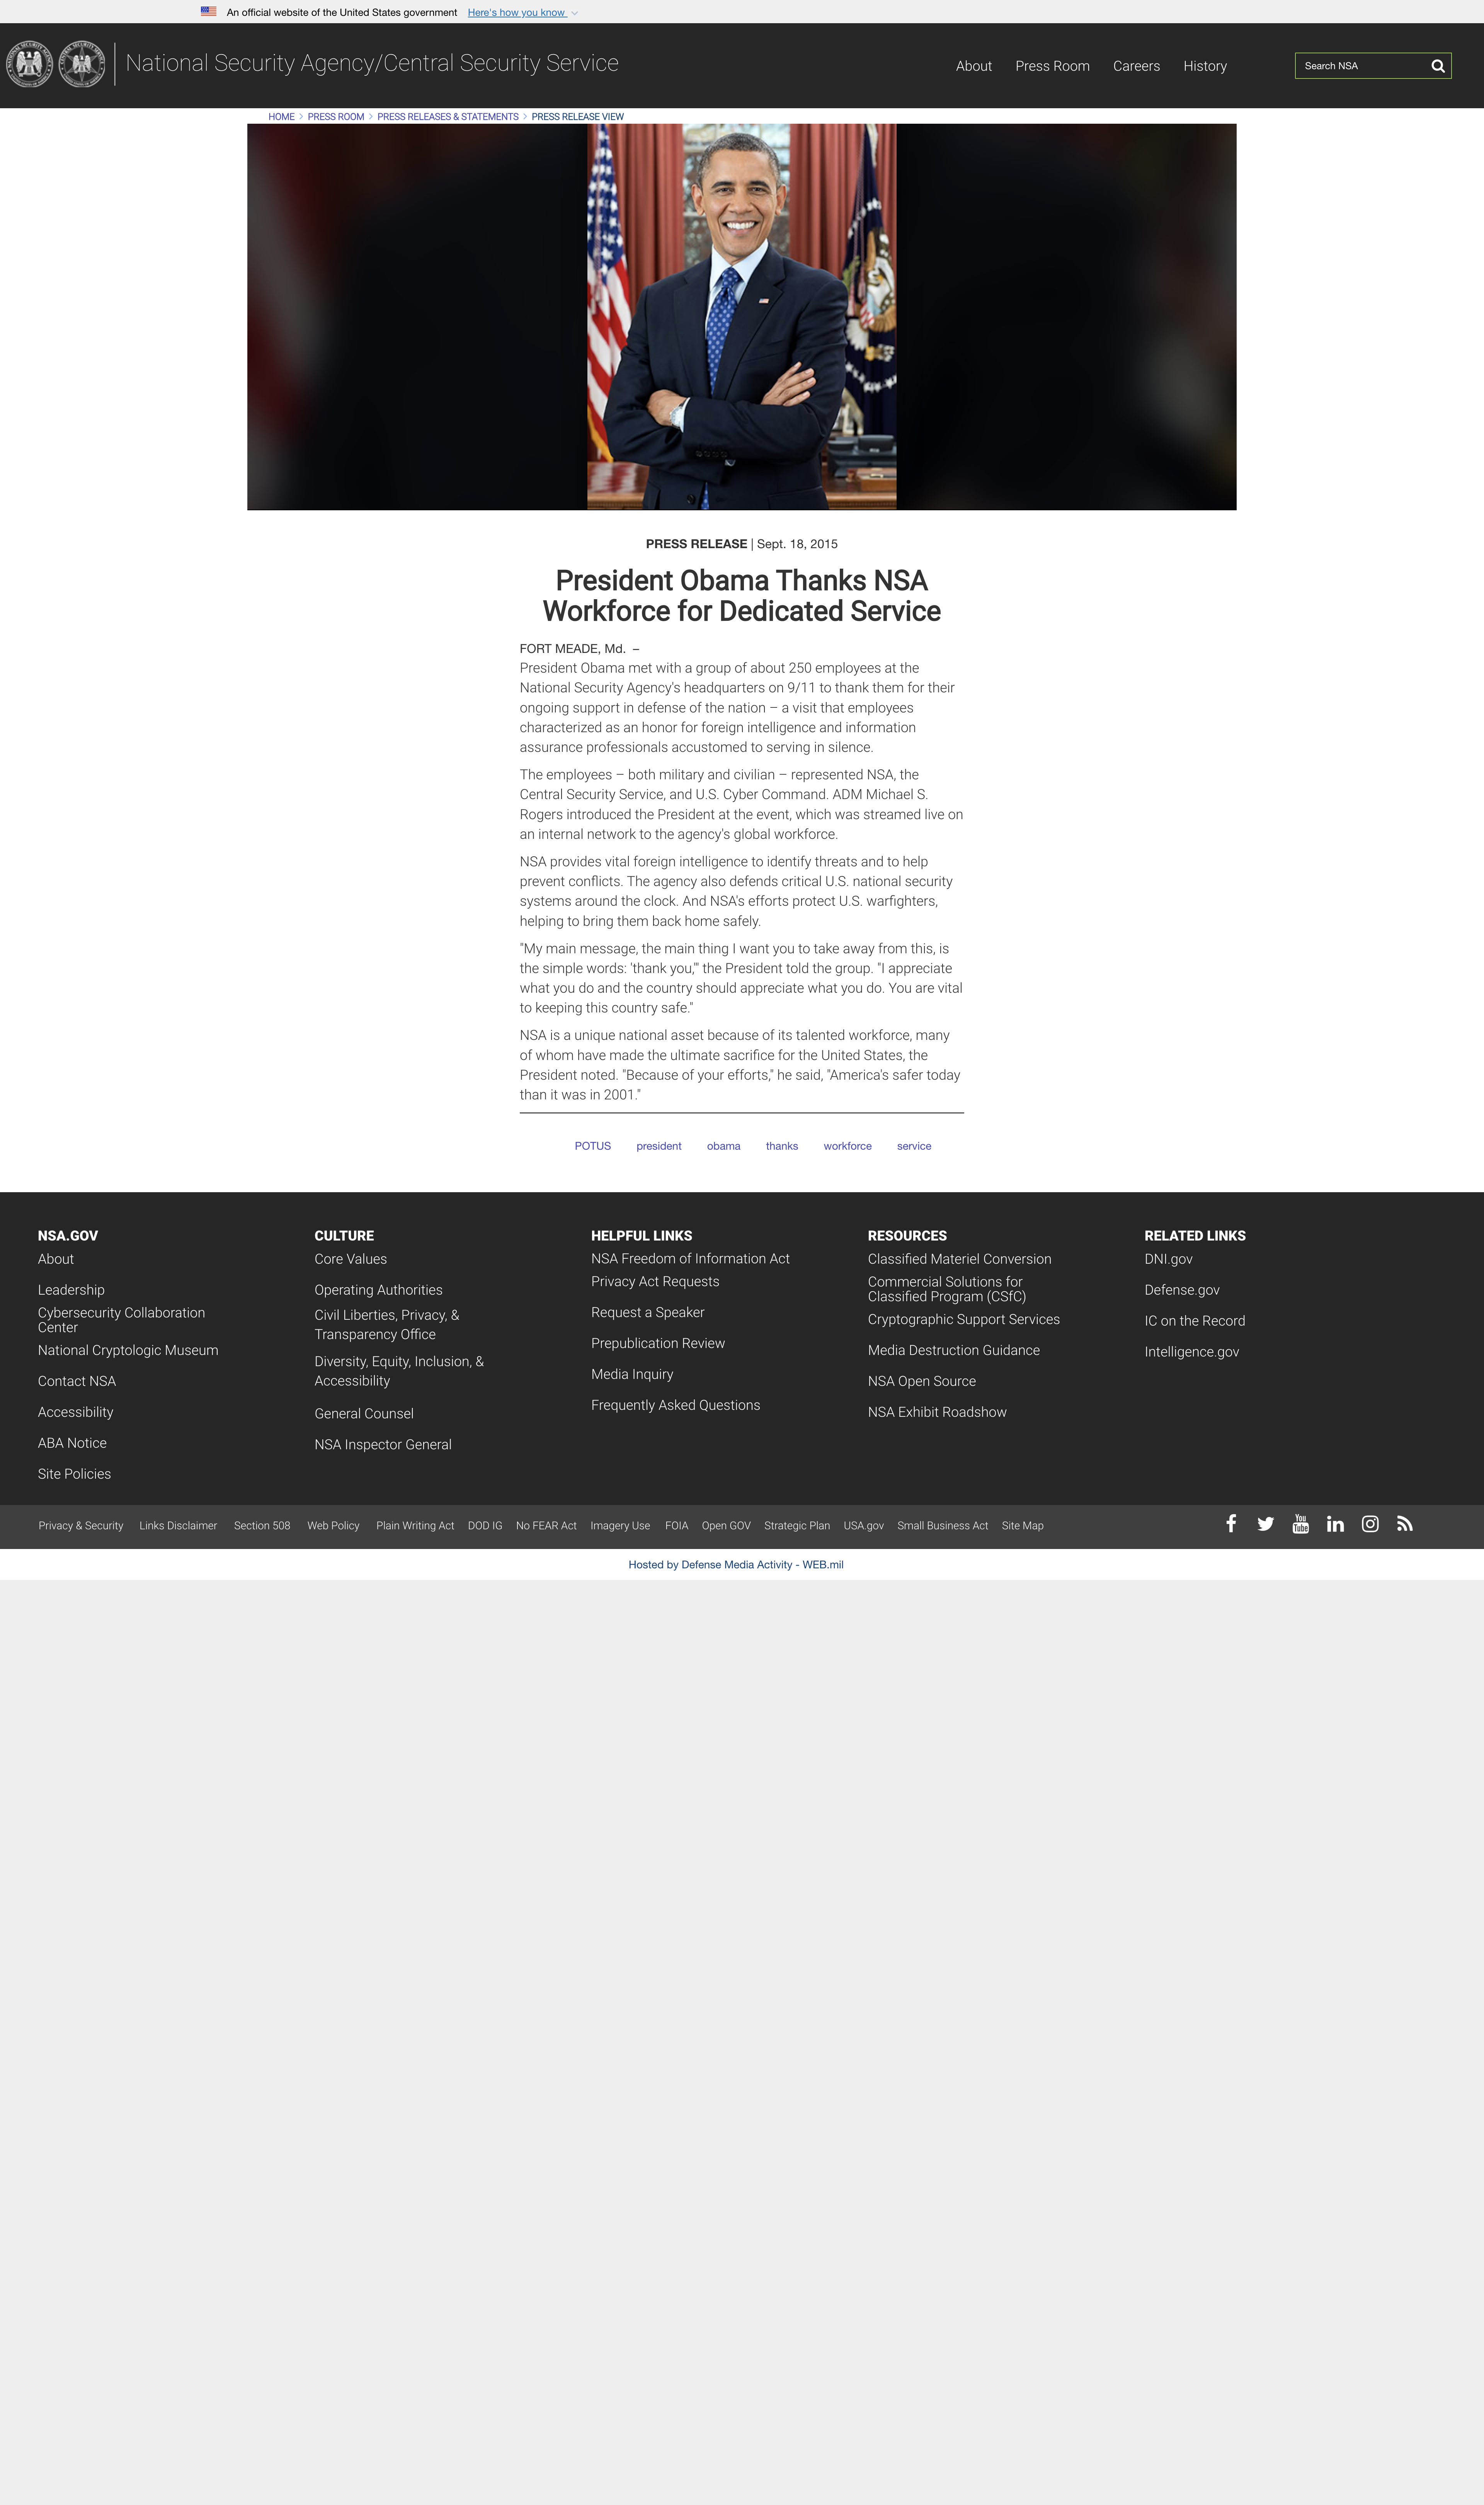 An official website of the United States government Here's how you know
National Security Agency/Central Security Service
About Press Room Careers History
Search NSA
HOME > PRESS ROOM > PRESS RELEASES & STATEMENTS > PRESS RELEASE VIEW
PRESS RELEASE | Sept. 18, 2015
President Obama Thanks NSA
Workforce for Dedicated Service
FORT MEADE, Md. –
President Obama met with a group of about 250 employees at the
National Security Agency's headquarters on 9/11 to thank them for their
ongoing support in defense of the nation – a visit that employees
characterized as an honor for foreign intelligence and information
assurance professionals accustomed to serving in silence.
The employees – both military and civilian – represented NSA, the
Central Security Service, and U.S. Cyber Command. ADM Michael S.
Rogers introduced the President at the event, which was streamed live on
an internal network to the agency's global workforce.
NSA provides vital foreign intelligence to identify threats and to help
prevent conflicts. The agency also defends critical U.S. national security
systems around the clock. And NSA's efforts protect U.S. warfighters,
helping to bring them back home safely.
"My main message, the main thing I want you to take away from this, is
the simple words: 'thank you,'" the President told the group. "I appreciate
what you do and the country should appreciate what you do. You are vital
to keeping this country safe."
NSA is a unique national asset because of its talented workforce, many
of whom have made the ultimate sacrifice for the United States, the
President noted. "Because of your efforts," he said, "America's safer today
than it was in 2001."
POTUS president obama thanks workforce service
NSA.GOV
About
Leadership
Cybersecurity Collaboration
Center
National Cryptologic Museum
Contact NSA
Accessibility
ABA Notice
Site Policies
CULTURE
Core Values
Operating Authorities
Civil Liberties, Privacy, &
Transparency Office
Diversity, Equity, Inclusion, &
Accessibility
General Counsel
NSA Inspector General
HELPFUL LINKS
NSA Freedom of Information Act
Privacy Act Requests
Request a Speaker
Prepublication Review
Media Inquiry
Frequently Asked Questions
RESOURCES
Classified Materiel Conversion
Commercial Solutions for
Classified Program (CSfC)
Cryptographic Support Services
Media Destruction Guidance
NSA Open Source
NSA Exhibit Roadshow
RELATED LINKS
DNI.gov
Defense.gov
IC on the Record
Intelligence.gov
Privacy & Security Links Disclaimer Section 508 Web Policy Plain Writing Act DOD IG No FEAR Act Imagery Use FOIA Open GOV Strategic Plan USA.gov Small Business Act Site Map
You
Tube
Hosted by Defense Media Activity - WEB.mil